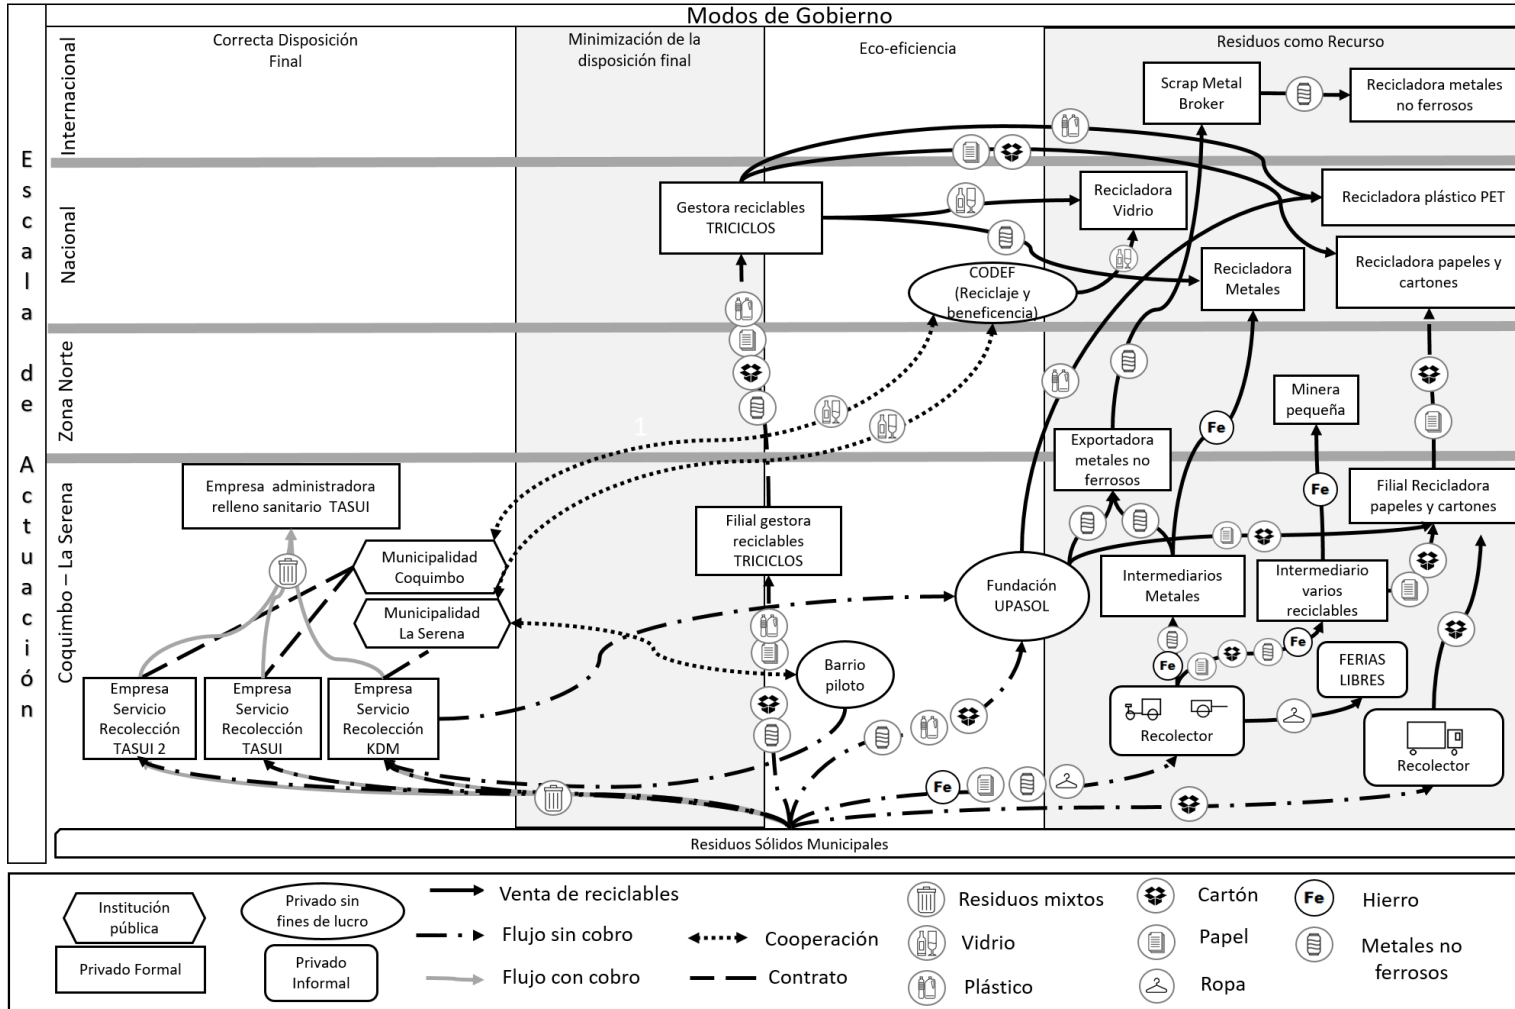 Modos de Gobierno
Correcta Disposición
Final
Minimización de la
disposición final
Eco-eficiencia
Residuos como Recurso
Escala de Actuación
Internacional
Scrap Metal
Broker
Recicladora metales
no ferrosos
Nacional
Gestora reciclables
TRICICLOS
Recicladora
Vidrio
Recicladora plástico PET
CODEF
(Reciclaje y
beneficencia)
Recicladora
Metales
Recicladora papeles y
cartones
Zona Norte
1
Minera
pequeña
Fe
Exportadora
metales no
ferrosos
Coquimbo – La Serena
Empresa administradora
relleno sanitario TASUI
Filial Recicladora
papeles y cartones
Fe
Filial gestora
reciclables
TRICICLOS
Municipalidad
Coquimbo
Municipalidad
La Serena
Fundación
UPASOL
Intermediarios
Metales
Intermediario
varios
reciclables
Fe
Fe
Barrio
piloto
FERIAS
LIBRES
Empresa
Servicio
Recolección
TASUI 2
Empresa
Servicio
Recolección
TASUI
Empresa
Servicio
Recolección
KDM
Recolector
Recolector
Fe
Residuos Sólidos Municipales
Institución
pública
Privado sin
fines de lucro
Privado Formal
Privado
Informal
Venta de reciclables
Flujo sin cobro
Flujo con cobro
Cooperación
Contrato
Residuos mixtos
Vidrio
Plástico
Cartón
Papel
Ropa
Fe
Hierro
Metales no
ferrosos